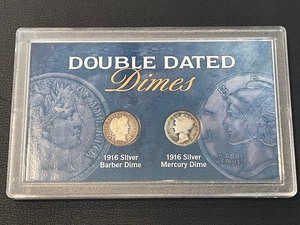 DOUBLE DATED
Dimes
1916 Silver
Barber Dime
1916 Silver
Mercury Dime